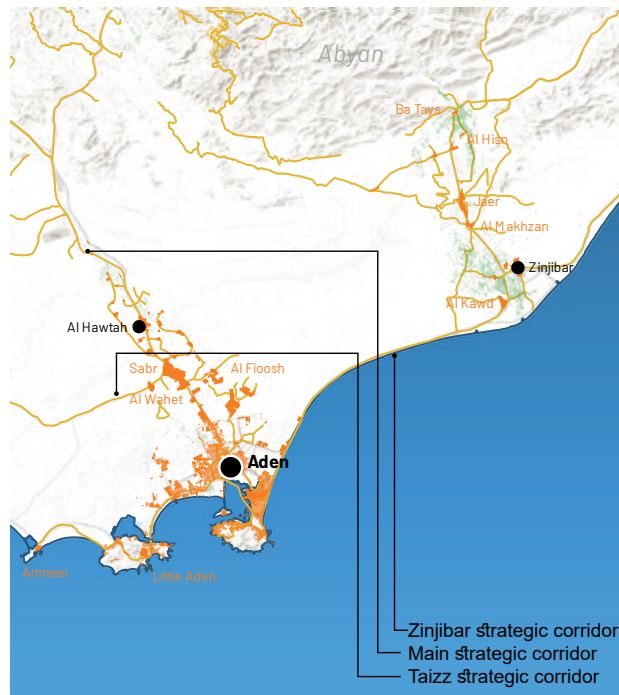 Abyan
Ba Tays
Al Hisn
Jaer
Al Makhzan
Zinjibar
Al Kawd
Al Hawtah
Sabr
Al Fioosh
Al Wahet
Aden
Amraan
Little Aden
Zinjibar strategic corridor
Main strategic corridor
Taizz strategic corridor